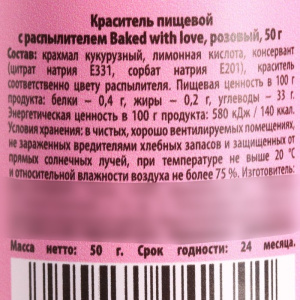 Краситель пищевой
с распылителем Baked with love, розовый, 50 г
Состав: крахмал кукурузный, лимонная кислота, консервант
(цитрат натрия Е331, сорбат натрия Е201), краситель
соответственно цвету распылителя. Пищевая ценность в 100 г
продукта: белки – 0,4 г, жиры – 0,2 г, углеводы – 33 г.
Энергетическая ценность в 100 г продукта: 580 кДж / 140 ккал.
Условия хранения: в чистых, хорошо вентилируемых помещениях,
не зараженных вредителями хлебных запасов и защищенных от
прямых солнечных лучей, при температуре не выше 20 °С
и относительной влажности воздуха не более 75 %. Изготовитель:
Масса нетто: 50 г. Срок годности: 24 месяца.